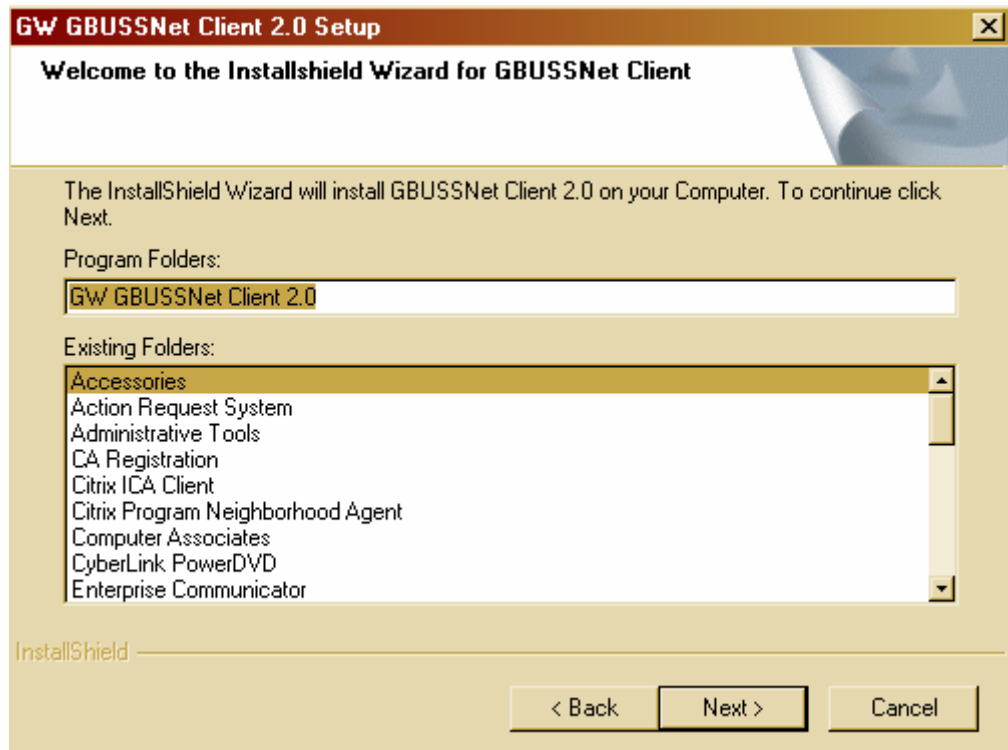 GW GBUSSNet Client 2.0 Setup
Welcome to the Installshield Wizard for GBUSSNet Client
The InstallShield Wizard will install GBUSSNet Client 2.0 on your Computer. To continue click
Next.
Program Folders:
GW GBUSSNet Client 2.0
Existing Folders:
Accessories
Action Request System
Administrative Tools
CA Registration
Citrix ICA Client
Citrix Program Neighborhood Agent
Computer Associates
CyberLink PowerDVD
Enterprise Communicator
InstallShield
< Back
Next >
Cancel